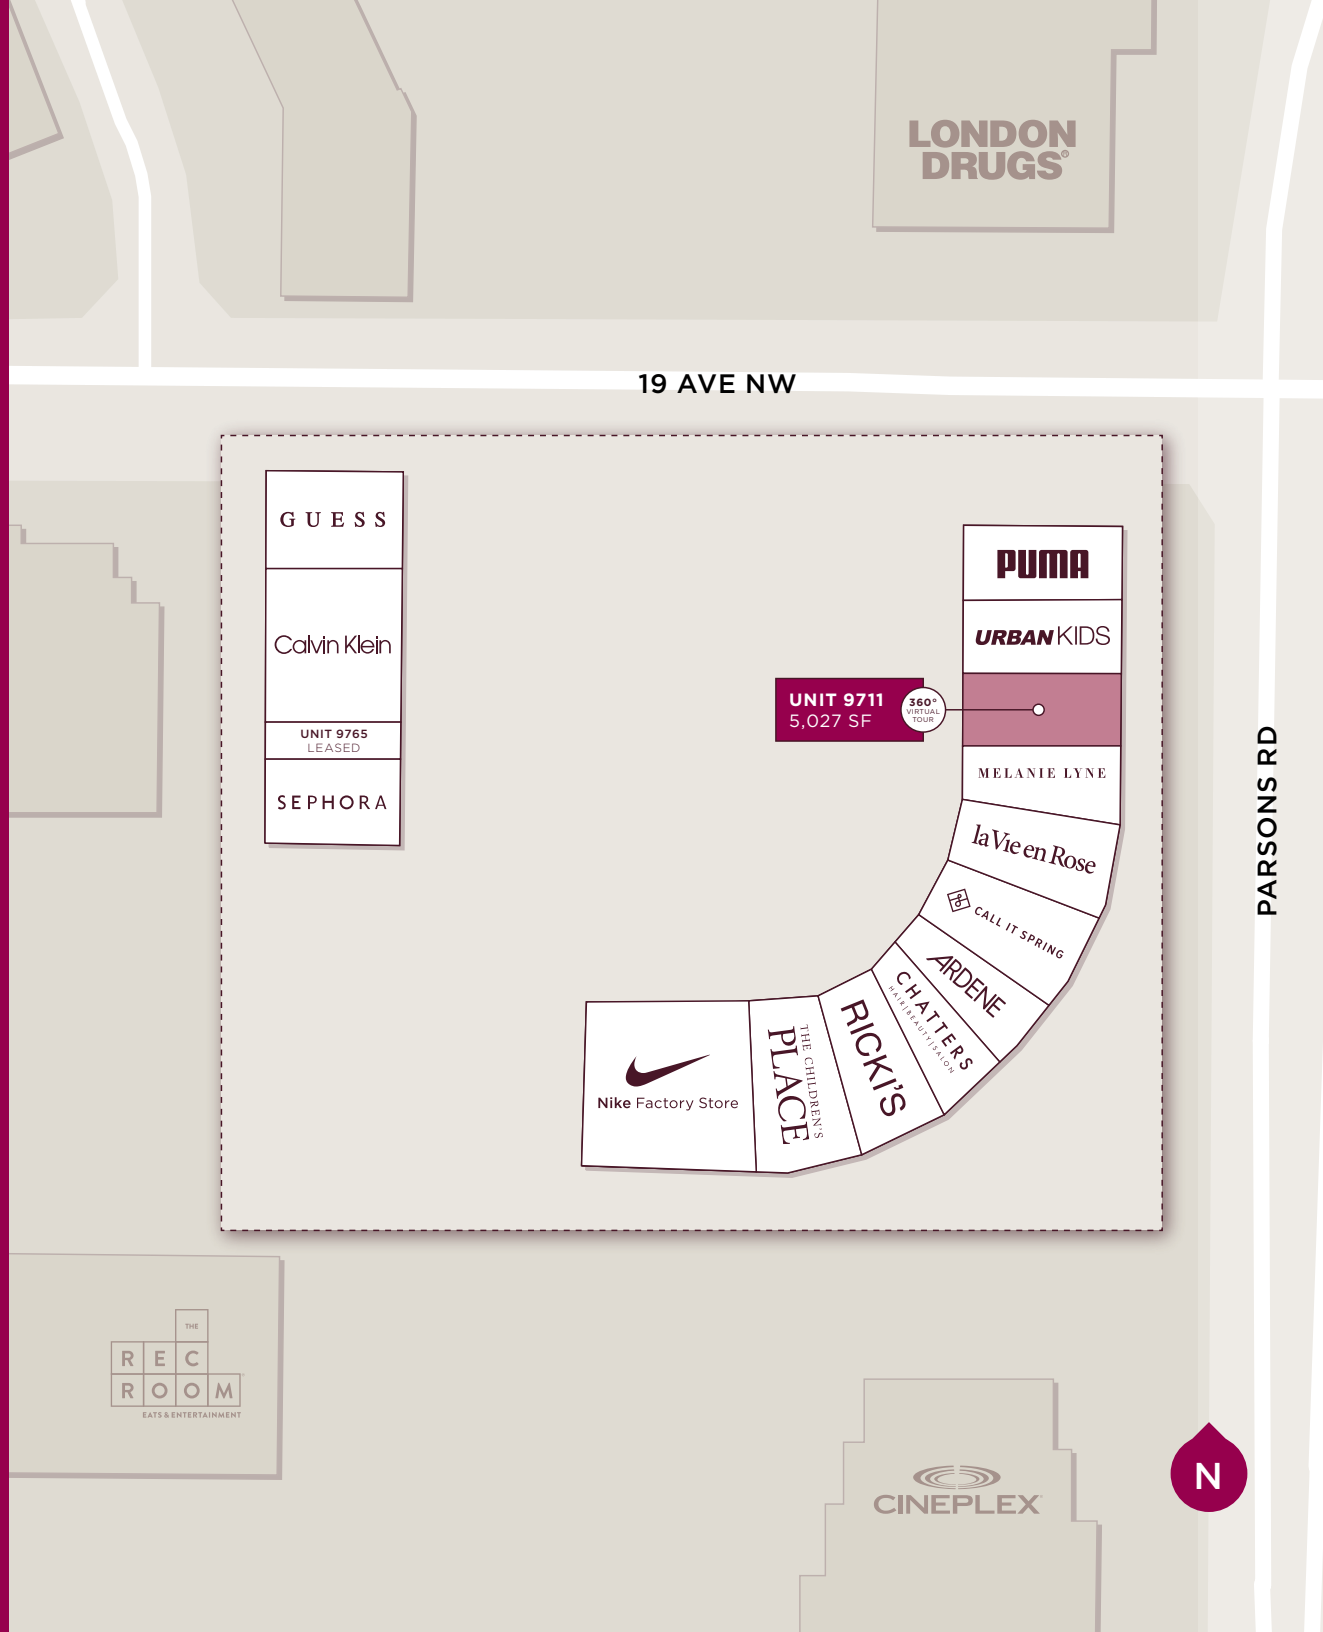 LONDON
DRUGS®
19 AVE NW
GUESS
Calvin Klein
UNIT 9765
LEASED
SEPHORA
PUMA
URBAN KIDS
UNIT 9711
5,027 SF
360°
VIRTUAL
TOUR
MELANIE LYNE
la Vie en Rose
CALL IT SPRING
ARDENE
CHATTERS
HAIR|BEAUTY|SALON
RICKI'S
THE CHILDREN'S
PLACE
Nike Factory Store
PARSONS RD
THE
REC
ROOM
EATS & ENTERTAINMENT
CINEPLEX
N